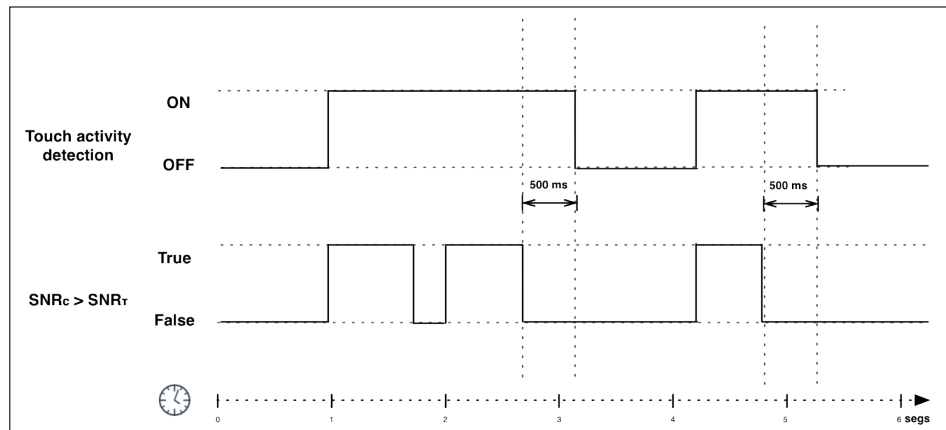 ON
Touch activity
detection
OFF
500 ms
500 ms
True
SNRc > SNRT
False
0 1 2 3 4 5 6 segs